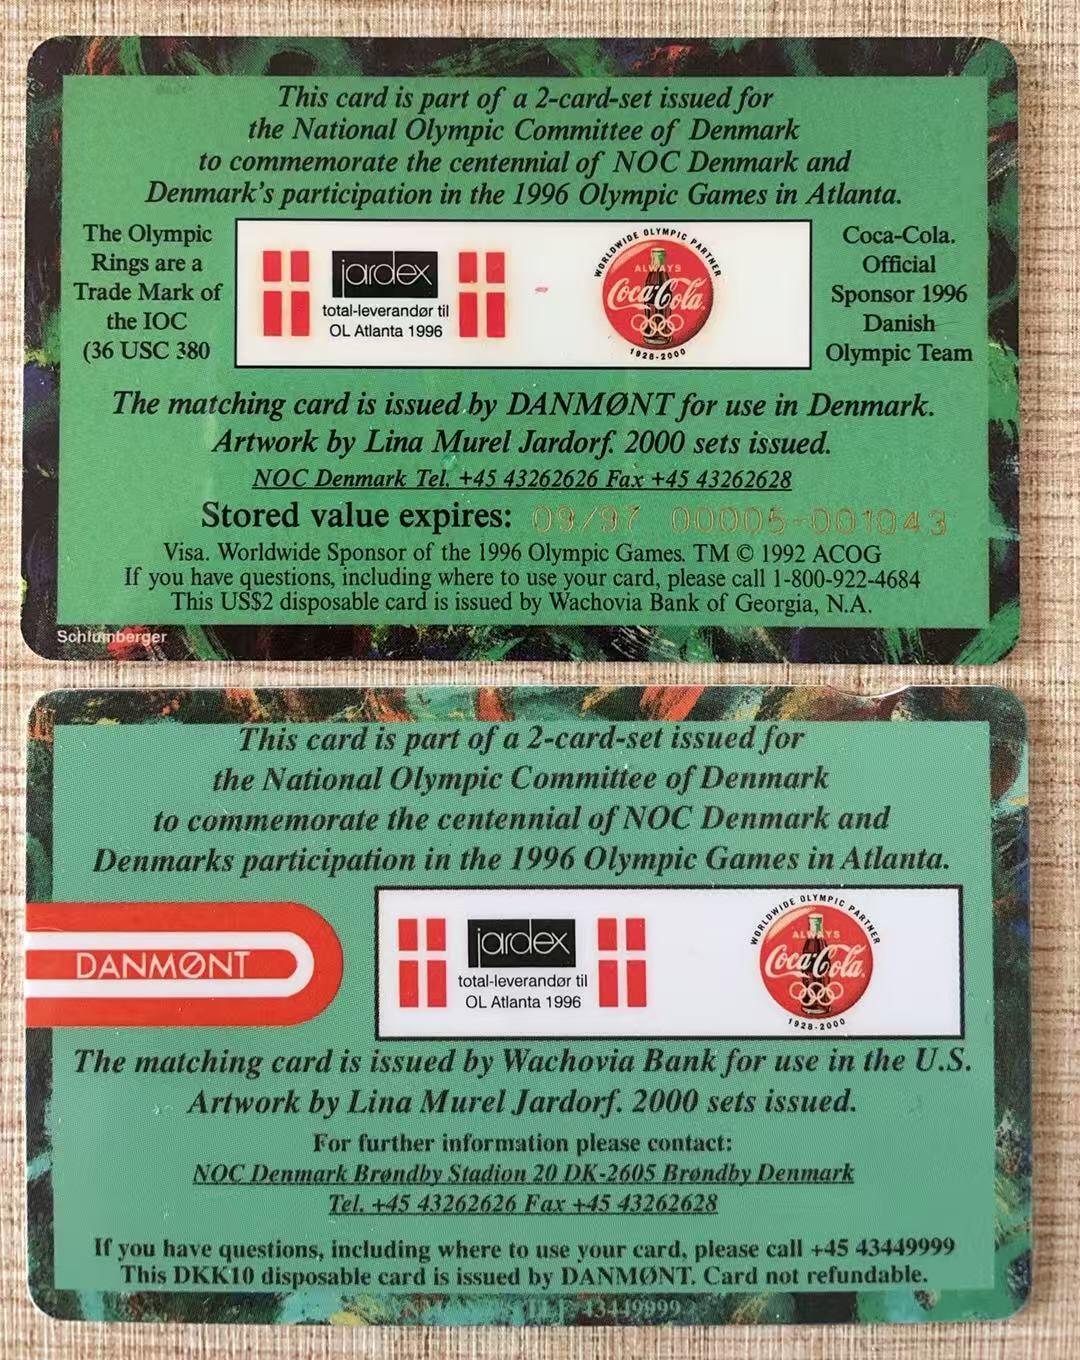 This card is part of a 2-card-set issued for
the National Olympic Committee of Denmark
to commemorate the centennial of NOC Denmark and
Denmark's participation in the 1996 Olympic Games in Atlanta.
The Olympic
Rings are a
Trade Mark of
the IOC
(36 USC 380
jardex
total-leverandør til
OL Atlanta 1996
WORLDWIDE OLYMPIC PARTNER
ALWAYS
Coca-Cola.
1928-2000
Coca-Cola.
Official
Sponsor 1996
Danish
Olympic Team
The matching card is issued by DANMØNT for use in Denmark.
Artwork by Lina Murel Jardorf. 2000 sets issued.
NOC Denmark Tel. +45 43262626 Fax +45 43262628
Stored value expires: 09/97 00005-001043
Visa. Worldwide Sponsor of the 1996 Olympic Games. TM © 1992 ACOG
If you have questions, including where to use your card, please call 1-800-922-4684
This US$2 disposable card is issued by Wachovia Bank of Georgia, N.A.
Schlumberger
This card is part of a 2-card-set issued for
the National Olympic Committee of Denmark
to commemorate the centennial of NOC Denmark and
Denmarks participation in the 1996 Olympic Games in Atlanta.
DANMØNT
jardex
total-leverandør til
OL Atlanta 1996
WORLDWIDE OLYMPIC PARTNER
ALWAYS
Coca-Cola.
1928-2000
The matching card is issued by Wachovia Bank for use in the U.S.
Artwork by Lina Murel Jardorf. 2000 sets issued.
For further information please contact:
NOC Denmark Brøndby Stadion 20 DK-2605 Brøndby Denmark
Tel. +45 43262626 Fax +45 43262628
If you have questions, including where to use your card, please call +45 43449999
This DKK10 disposable card is issued by DANMØNT. Card not refundable.
43449999